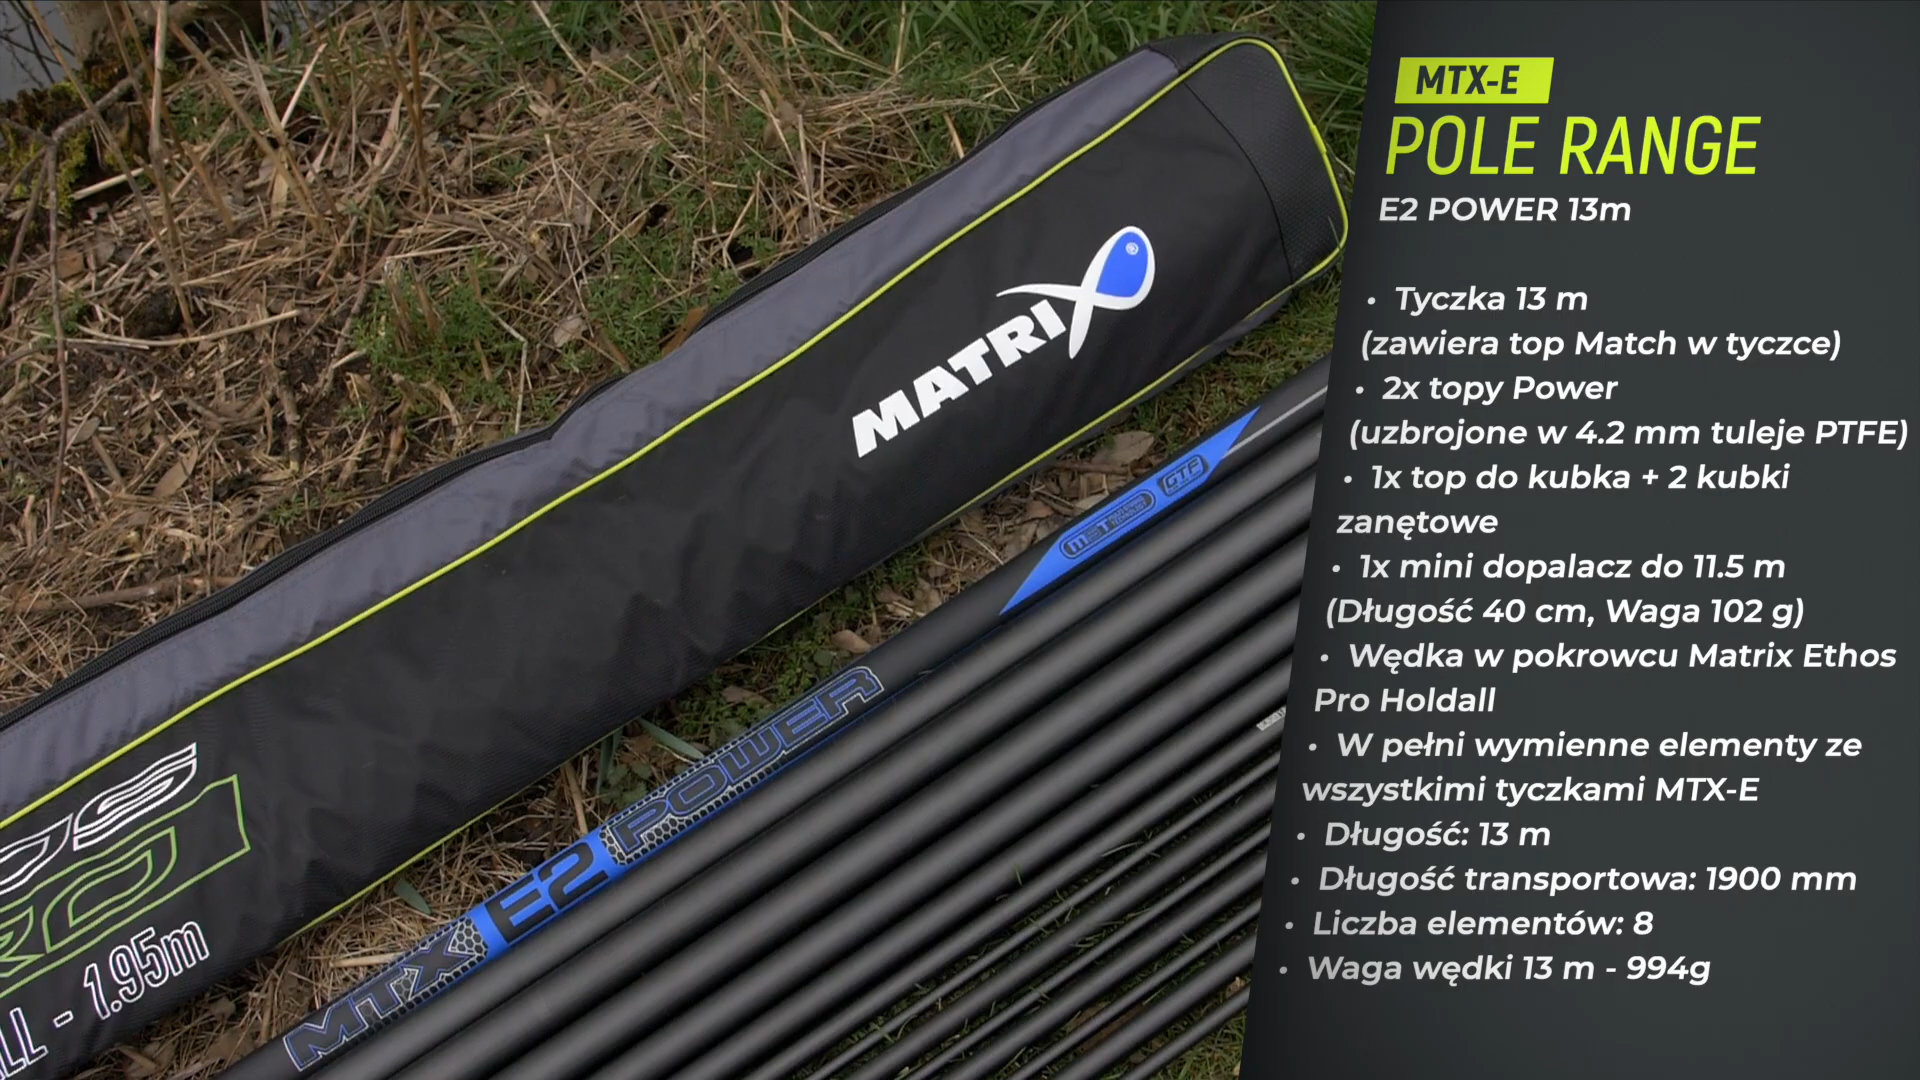 MTX-E
POLE RANGE
E2 POWER 13m
• Tyczka 13 m
(zawiera top Match w tyczce)
• 2x topy Power
(uzbrojone w 4.2 mm tuleje PTFE)
• 1x top do kubka + 2 kubki
zanętowe
• 1x mini dopalacz do 11.5 m
(Długość 40 cm, Waga 102 g)
• Wędka w pokrowcu Matrix Ethos
Pro Holdall
• W pełni wymienne elementy ze
wszystkimi tyczkami MTX-E
• Długość: 13 m
• Długość transportowa: 1900 mm
• Liczba elementów: 8
• Waga wędki 13 m - 994g
MATRIX
- 1.95m
MTX E2 POWER
MST
GTF